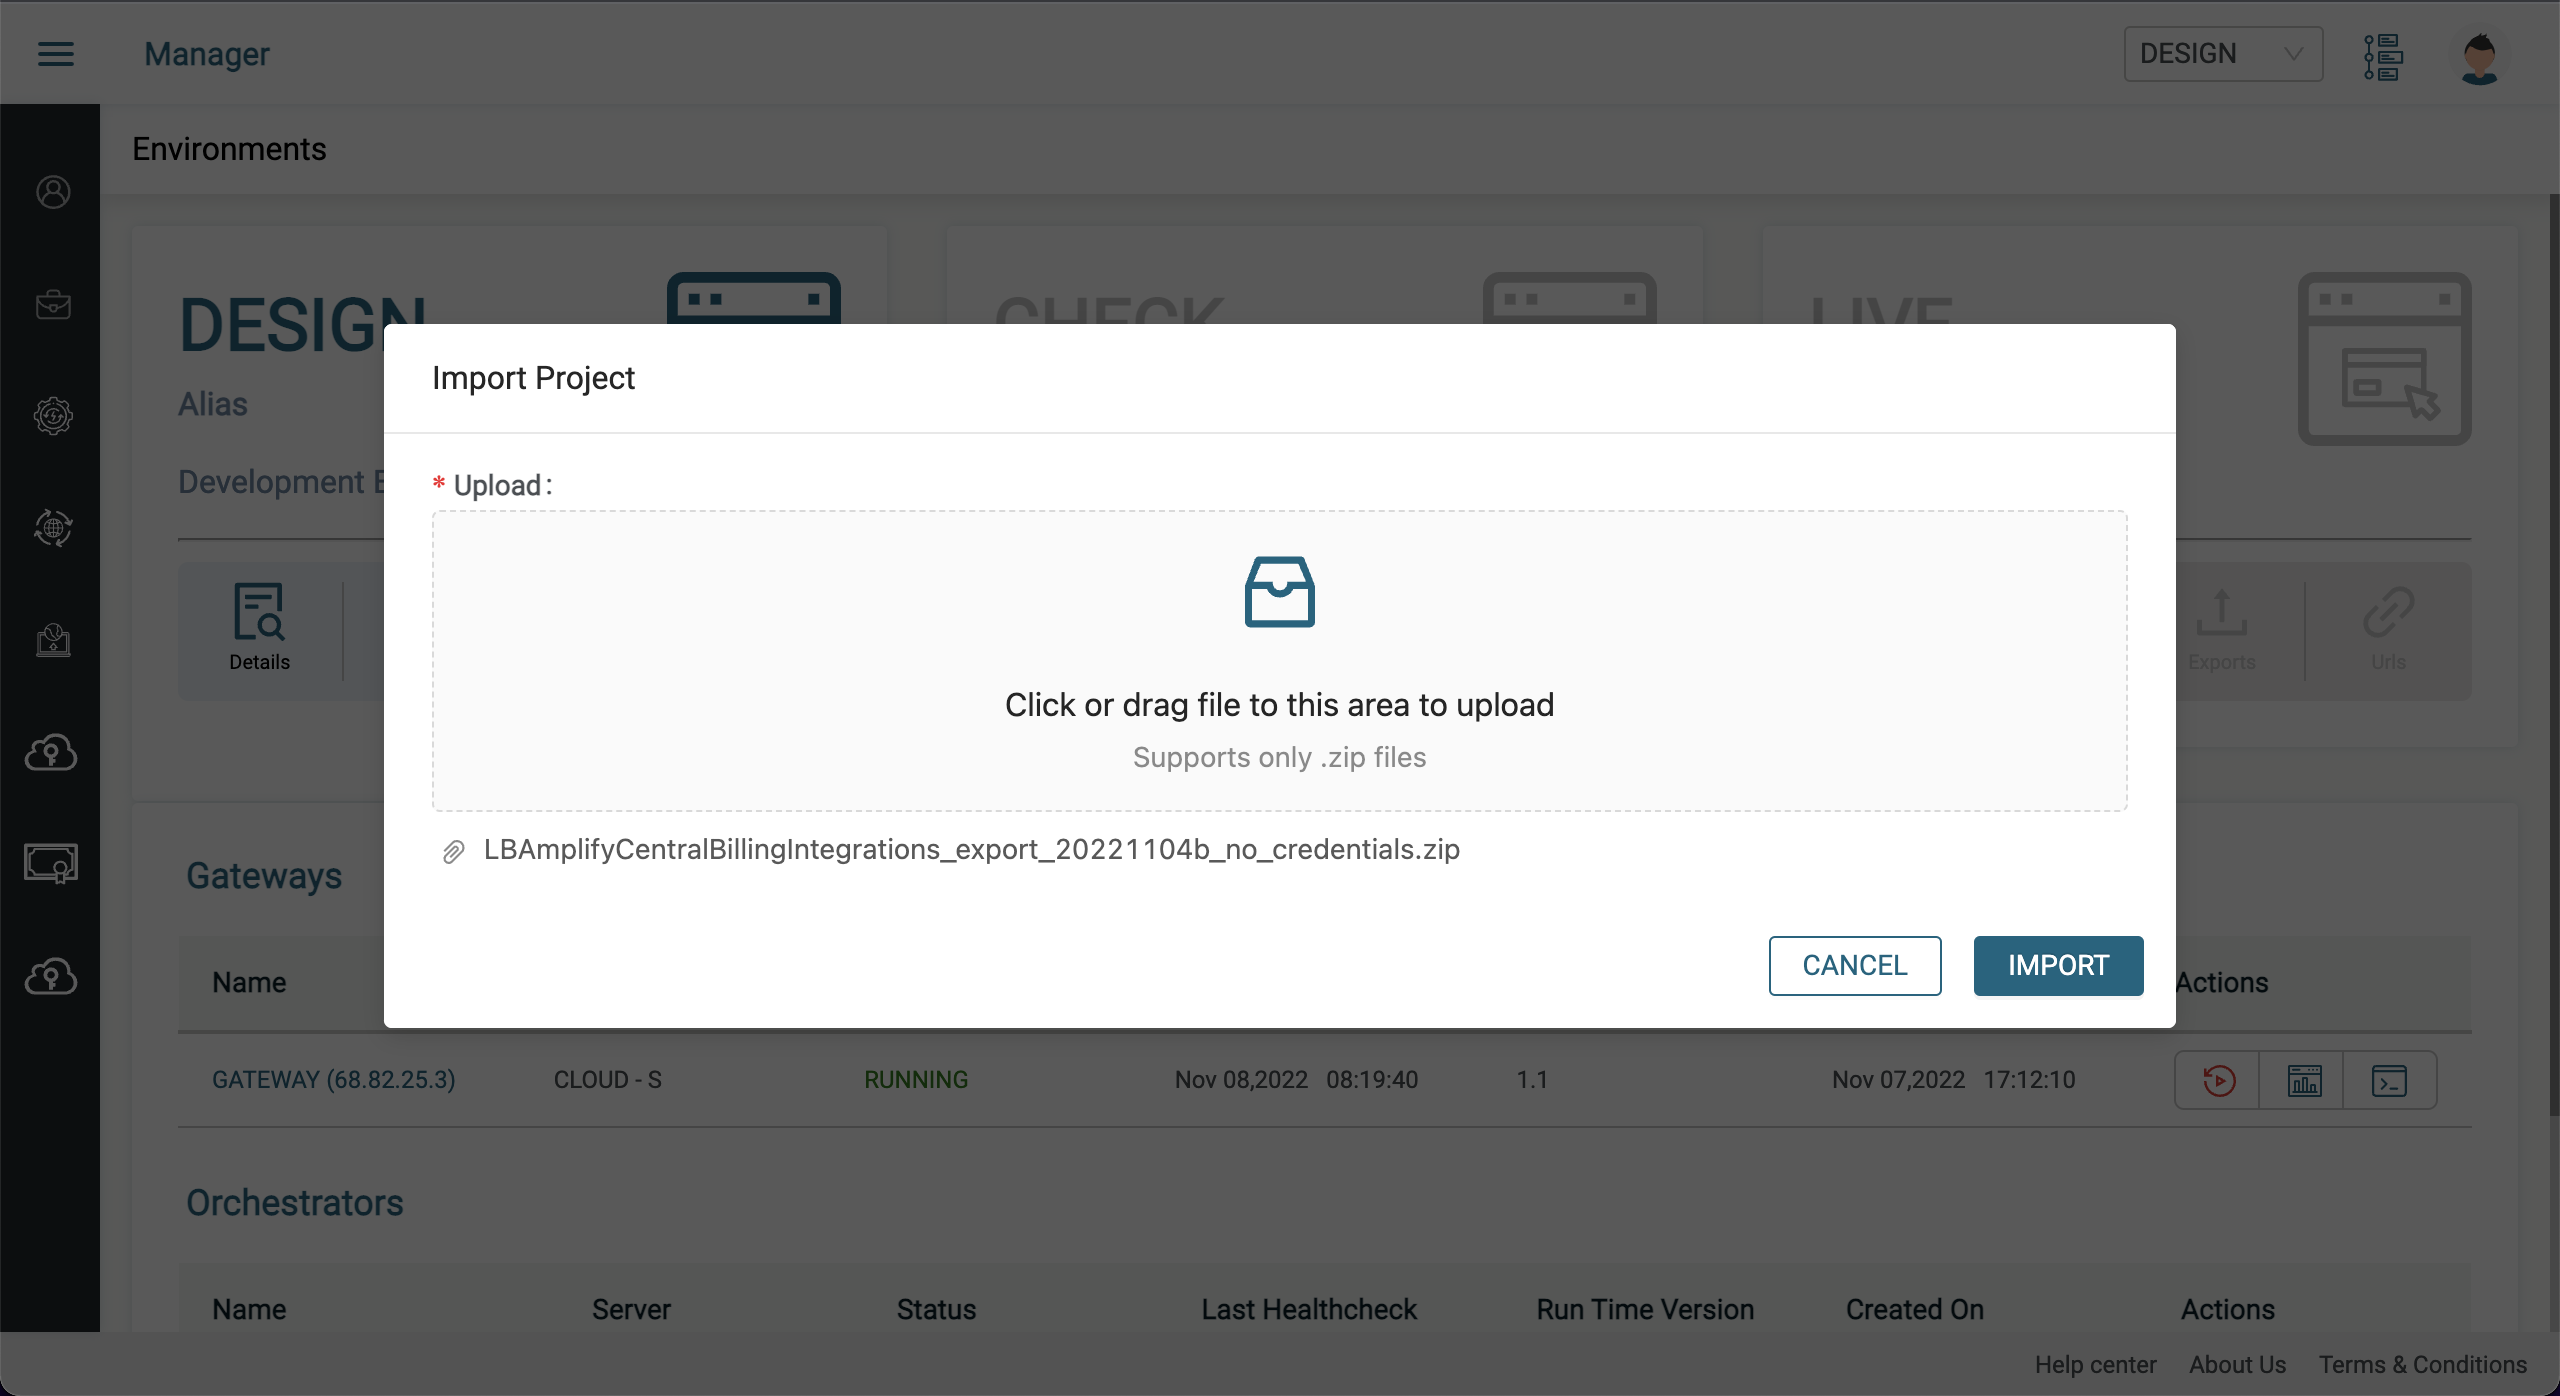 Manager
DESIGN
Environments
DESIGN
CHECK
LIVE
Alias
Development E
Details
Exports
Urls
Import Project
* Upload:
Click or drag file to this area to upload
Supports only .zip files
LBAmplifyCentralBillingIntegrations_export_20221104b_no_credentials.zip
CANCEL
IMPORT
Gateways
Name
Actions
GATEWAY (68.82.25.3) CLOUD - S RUNNING Nov 08,2022 08:19:40 1.1 Nov 07,2022 17:12:10
Orchestrators
Name Server Status Last Healthcheck Run Time Version Created On Actions
Help center About Us Terms & Conditions